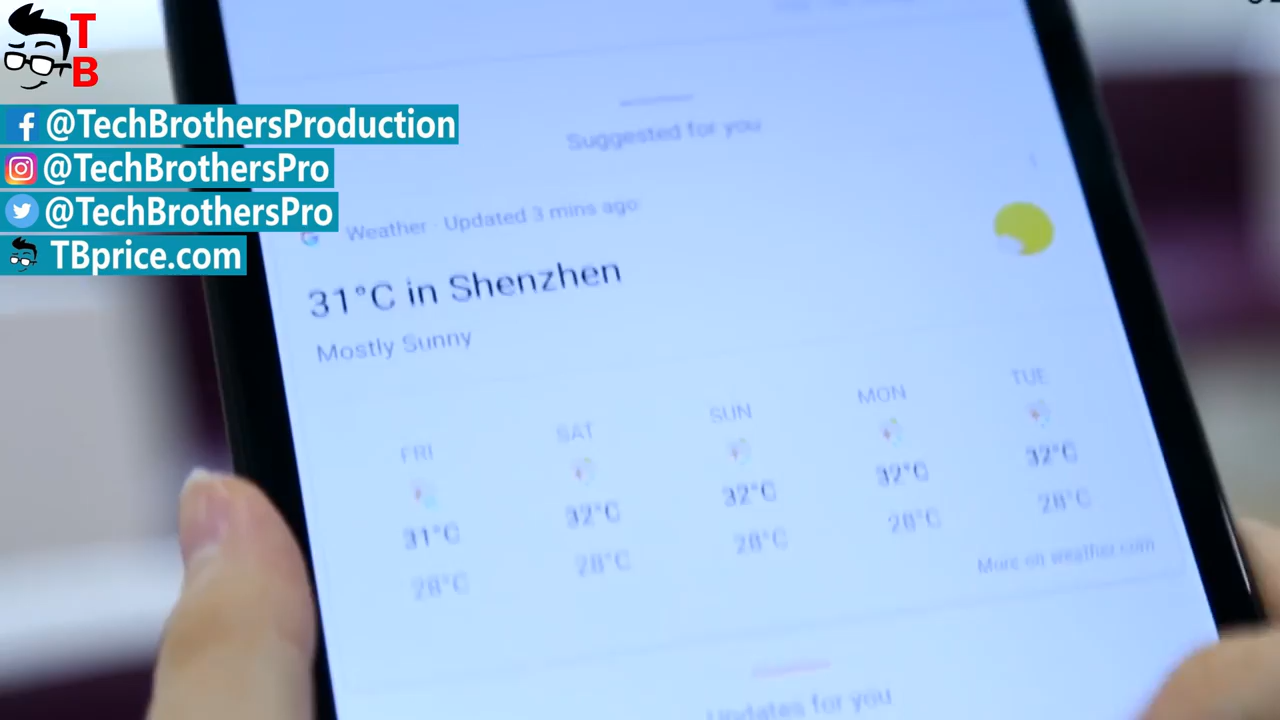 TB
@TechBrothersProduction
@TechBrothersPro
@TechBrothersPro
TBprice.com
Suggested for you
Weather · Updated 3 mins ago
31°C in Shenzhen
Mostly Sunny
FRI SAT SUN MON TUE
31°C 32°C 32°C 32°C 32°C
28°C 28°C 28°C 28°C 28°C
More on weather.com
Updates for you